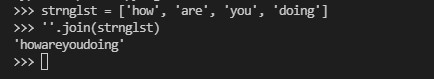 >>> strnglst = ['how', 'are', 'you', 'doing']
>>> ''.join(strnglst)
'howareyoudoing'
>>>